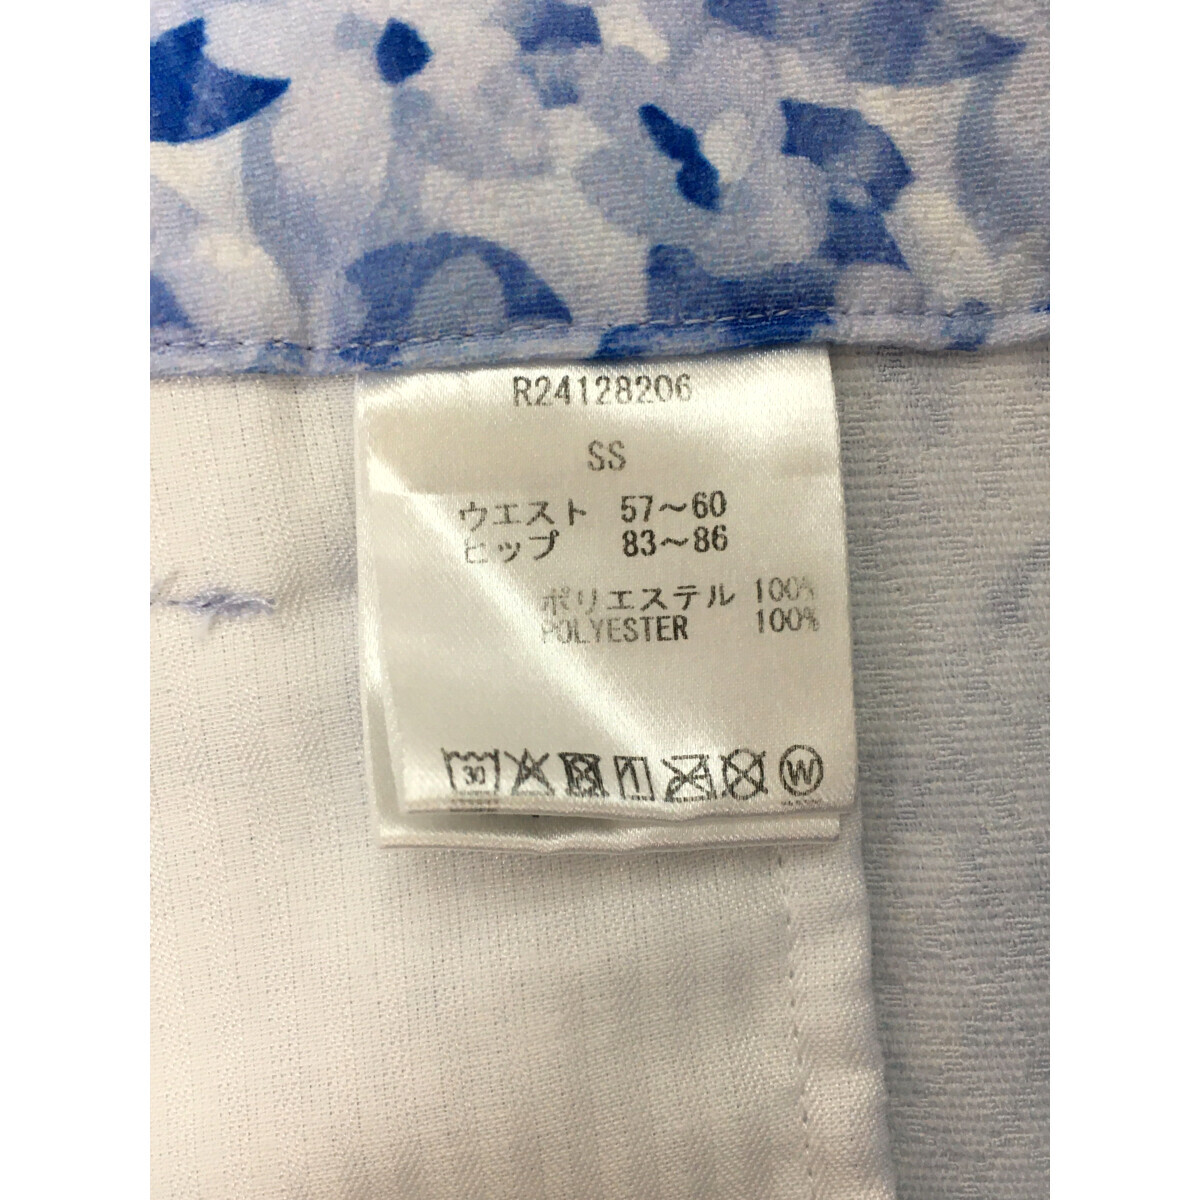 R24128206
SS
ウエスト 57～60
ヒップ 83～86
ポリエステル 100%
POLYESTER 100%
30
W